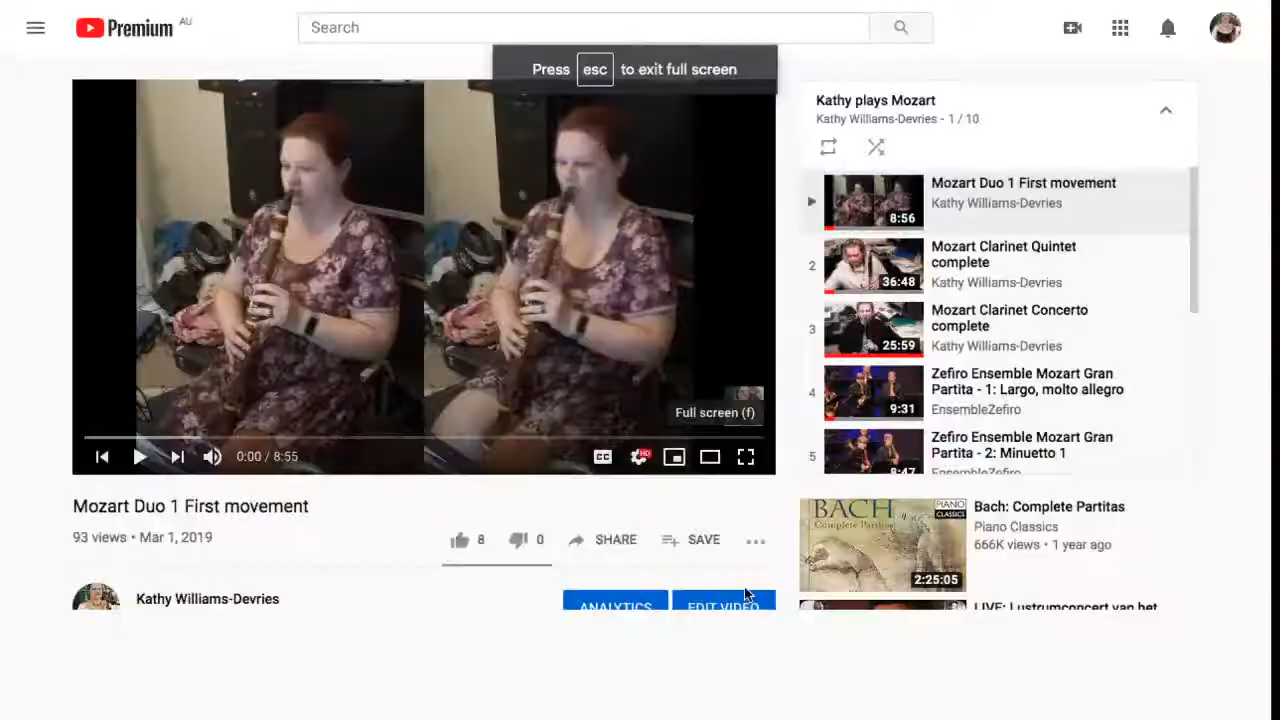 Premium AU
Search
Press esc to exit full screen
Full screen (f)
0:00 / 8:55
CC
HD
Mozart Duo 1 First movement
93 views • Mar 1, 2019
8
0
SHARE
SAVE
Kathy Williams-Devries
ANALYTICS
EDIT VIDEO
Kathy plays Mozart
Kathy Williams-Devries - 1 / 10
8:56
Mozart Duo 1 First movement
Kathy Williams-Devries
2
36:48
Mozart Clarinet Quintet
complete
Kathy Williams-Devries
3
25:59
Mozart Clarinet Concerto
complete
Kathy Williams-Devries
4
9:31
Zefiro Ensemble Mozart Gran
Partita - 1: Largo, molto allegro
EnsembleZefiro
5
8:47
Zefiro Ensemble Mozart Gran
Partita - 2: Minuetto 1
EnsembleZefiro
BACH
Complete Partitas
PIANO
CLASSICS
2:25:05
Bach: Complete Partitas
Piano Classics
666K views • 1 year ago
LIVE: Lustrumconcert van het